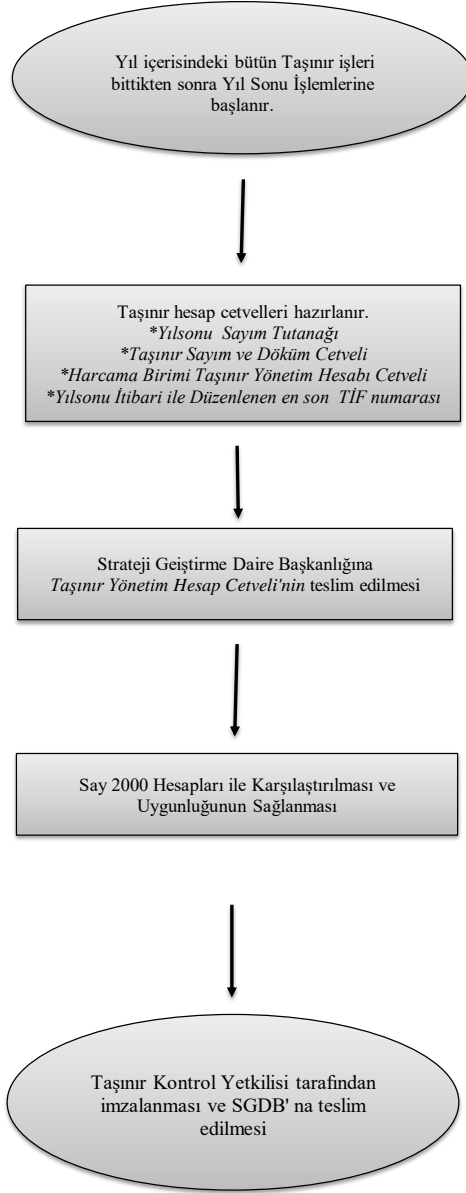 Yıl içerisindeki bütün Taşınır işleri
bittikten sonra Yıl Sonu İşlemlerine
başlanır.
Taşınır hesap cetvelleri hazırlanır.
*Yılsonu Sayım Tutanağı
*Taşınır Sayım ve Döküm Cetveli
*Harcama Birimi Taşınır Yönetim Hesabı Cetveli
*Yılsonu İtibari ile Düzenlenen en son TİF numarası
Strateji Geiştirme Daire Başkanlığına
Taşınır Yönetim Hesap Cetveli'nin teslim edilmesi
Say 2000 Hesapları ile Karşılaştırılması ve
Uygunluğunun Sağlanması
Taşınır Kontrol Yetkilisi tarafından
imzalanması ve SGDB' na teslim
edilmesi